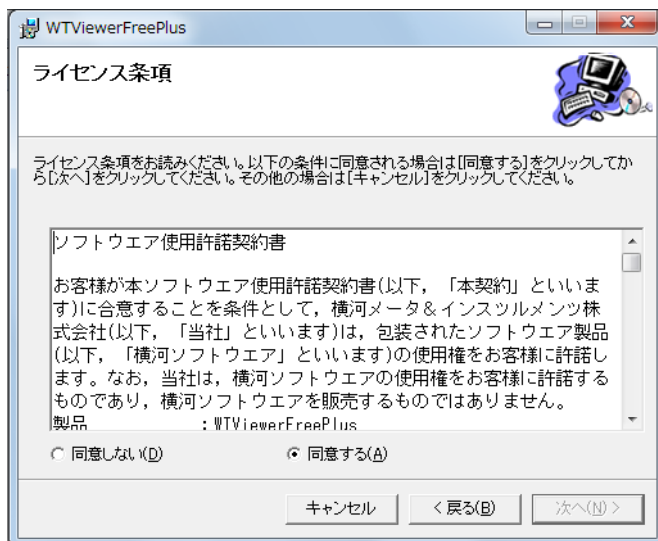 WTViewerFreePlus
ライセンス条項
ライセンス条項をお読みください。以下の条件に同意される場合は[同意する]をクリックしてか
ら[次へ]をクリックしてください。その他の場合は[キャンセル]をクリックしてください。
ソフトウエア使用許諾契約書
お客様が本ソフトウエア使用許諾契約書(以下，「本契約」といいま
す)に合意することを条件として，横河メータ＆インスツルメンツ株
式会社(以下，「当社」といいます)は，包装されたソフトウエア製品
(以下，「横河ソフトウエア」といいます)の使用権をお客様に許諾し
ます。なお，当社は，横河ソフトウエアの使用権をお客様に許諾する
ものであり，横河ソフトウエアを販売するものではありません。
製品 : WTViewerFreePlus
同意しない(D) 同意する(A)
キャンセル < 戻る(B) 次へ(N) >